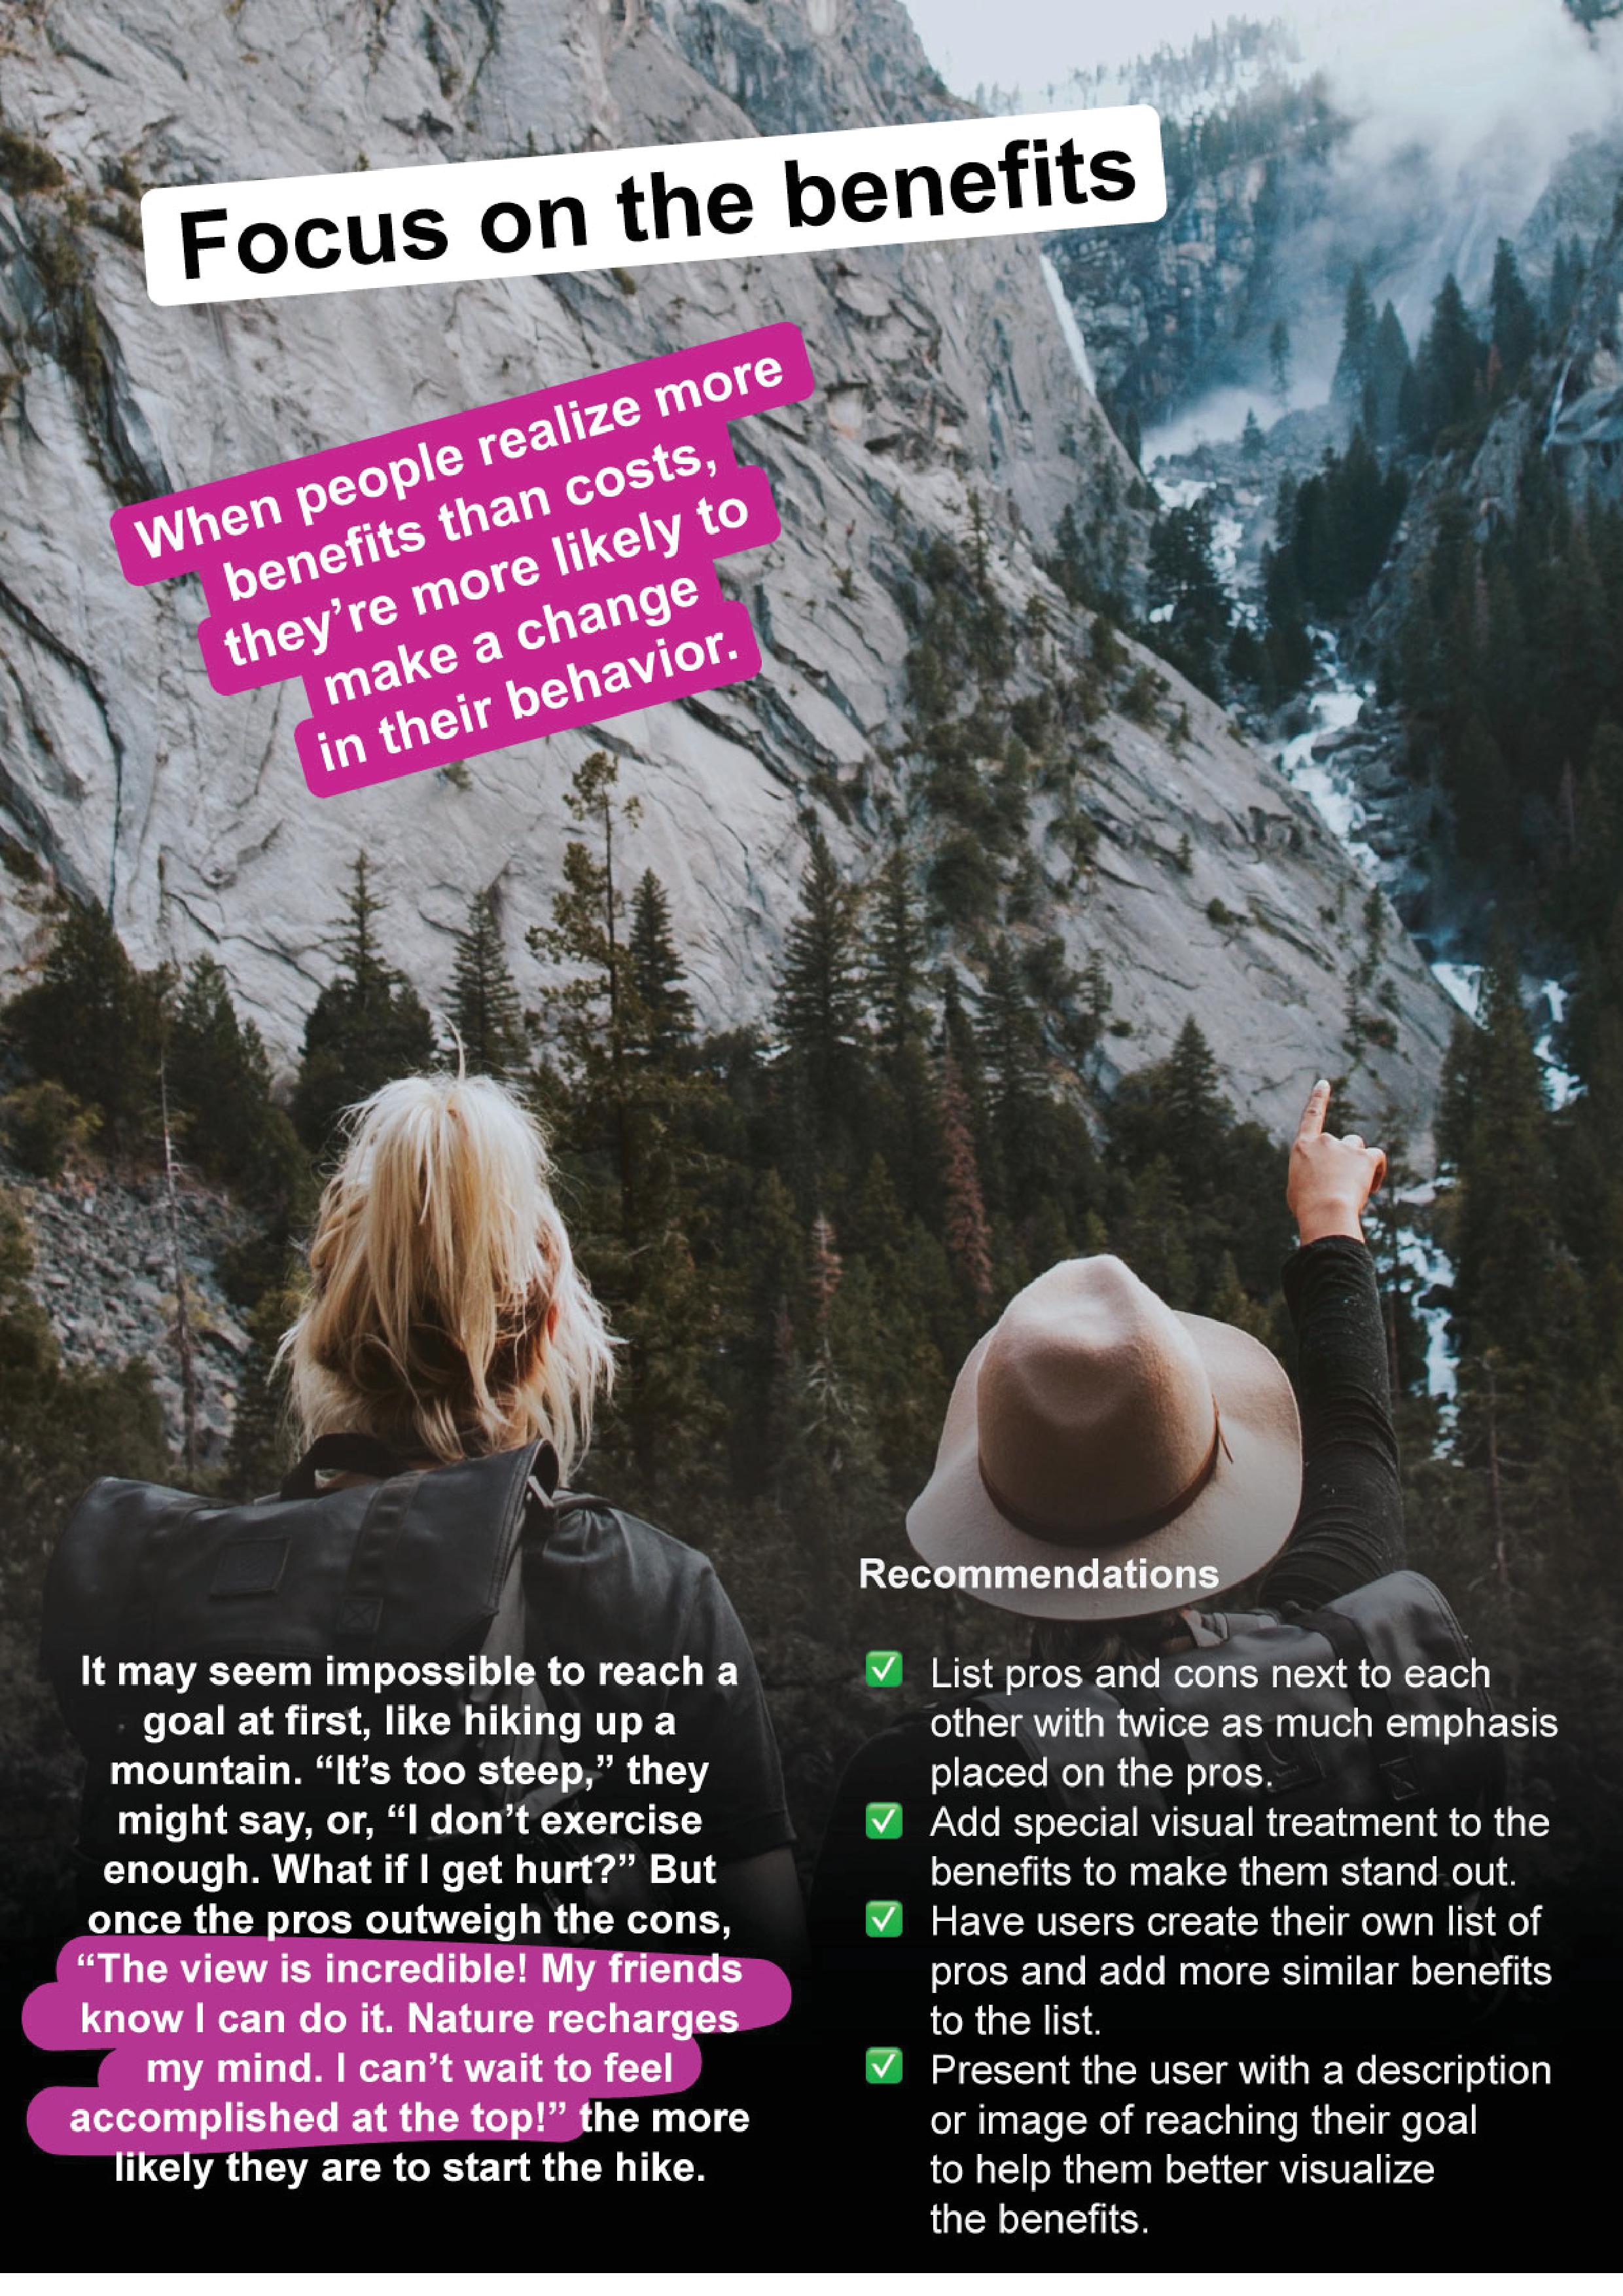 Focus on the benefits
When people realize more
benefits than costs,
they’re more likely to
make a change
in their behavior.
It may seem impossible to reach a
goal at first, like hiking up a
mountain. “It’s too steep,” they
might say, or, “I don’t exercise
enough. What if I get hurt?” But
once the pros outweigh the cons,
“The view is incredible! My friends
know I can do it. Nature recharges
my mind. I can’t wait to feel
accomplished at the top!” the more
likely they are to start the hike.
Recommendations
List pros and cons next to each
other with twice as much emphasis
placed on the pros.
Add special visual treatment to the
benefits to make them stand out.
Have users create their own list of
pros and add more similar benefits
to the list.
Present the user with a description
or image of reaching their goal
to help them better visualize
the benefits.